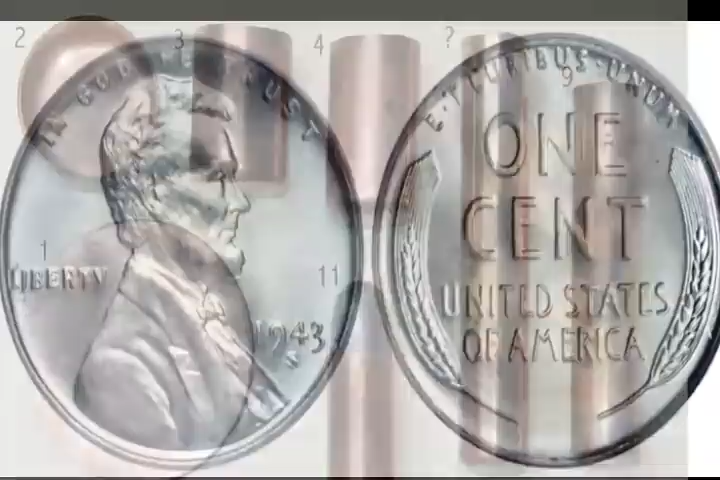 2
3
4
?
9
IN GOD WE TRUST
E·PLURIBUS·UNUM
ONE
CENT
1
LIBERTY
11
1943
S
UNITED STATES
OF AMERICA